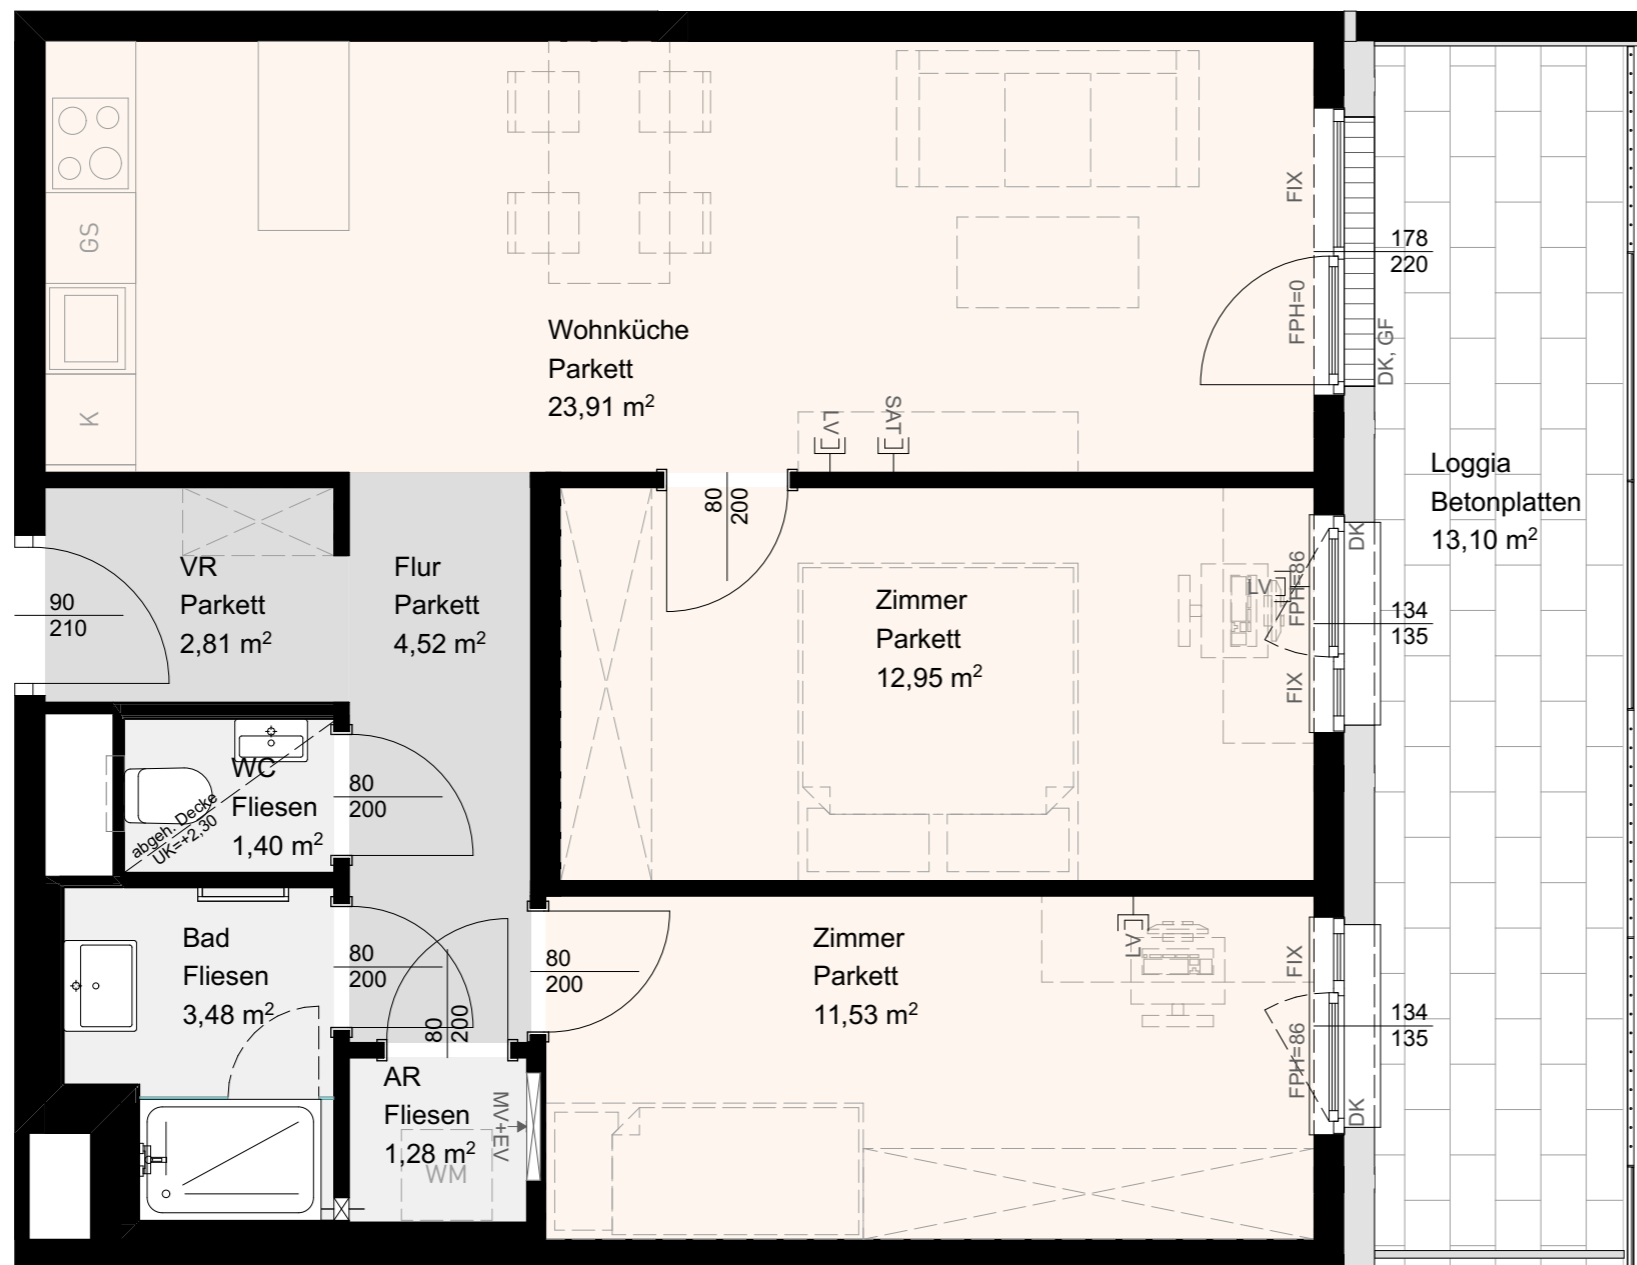 GS
K
Wohnküche
Parkett
23,91 m²
LV
SAT
FIX
FPH=0
178
220
DK, GF
Loggia
Betonplatten
13,10 m²
VR
Parkett
2,81 m²
90
210
Flur
Parkett
4,52 m²
80
200
Zimmer
Parkett
12,95 m²
LV
FPH=86
DK
FIX
134
135
WC
Fliesen
1,40 m²
abgeh. Decke
UK=+2,30
80
200
Bad
Fliesen
3,48 m²
80
200
80
200
80
200
AR
Fliesen
1,28 m²
WM
MV+EV
Zimmer
Parkett
11,53 m²
LV
FIX
FPH=86
DK
134
135